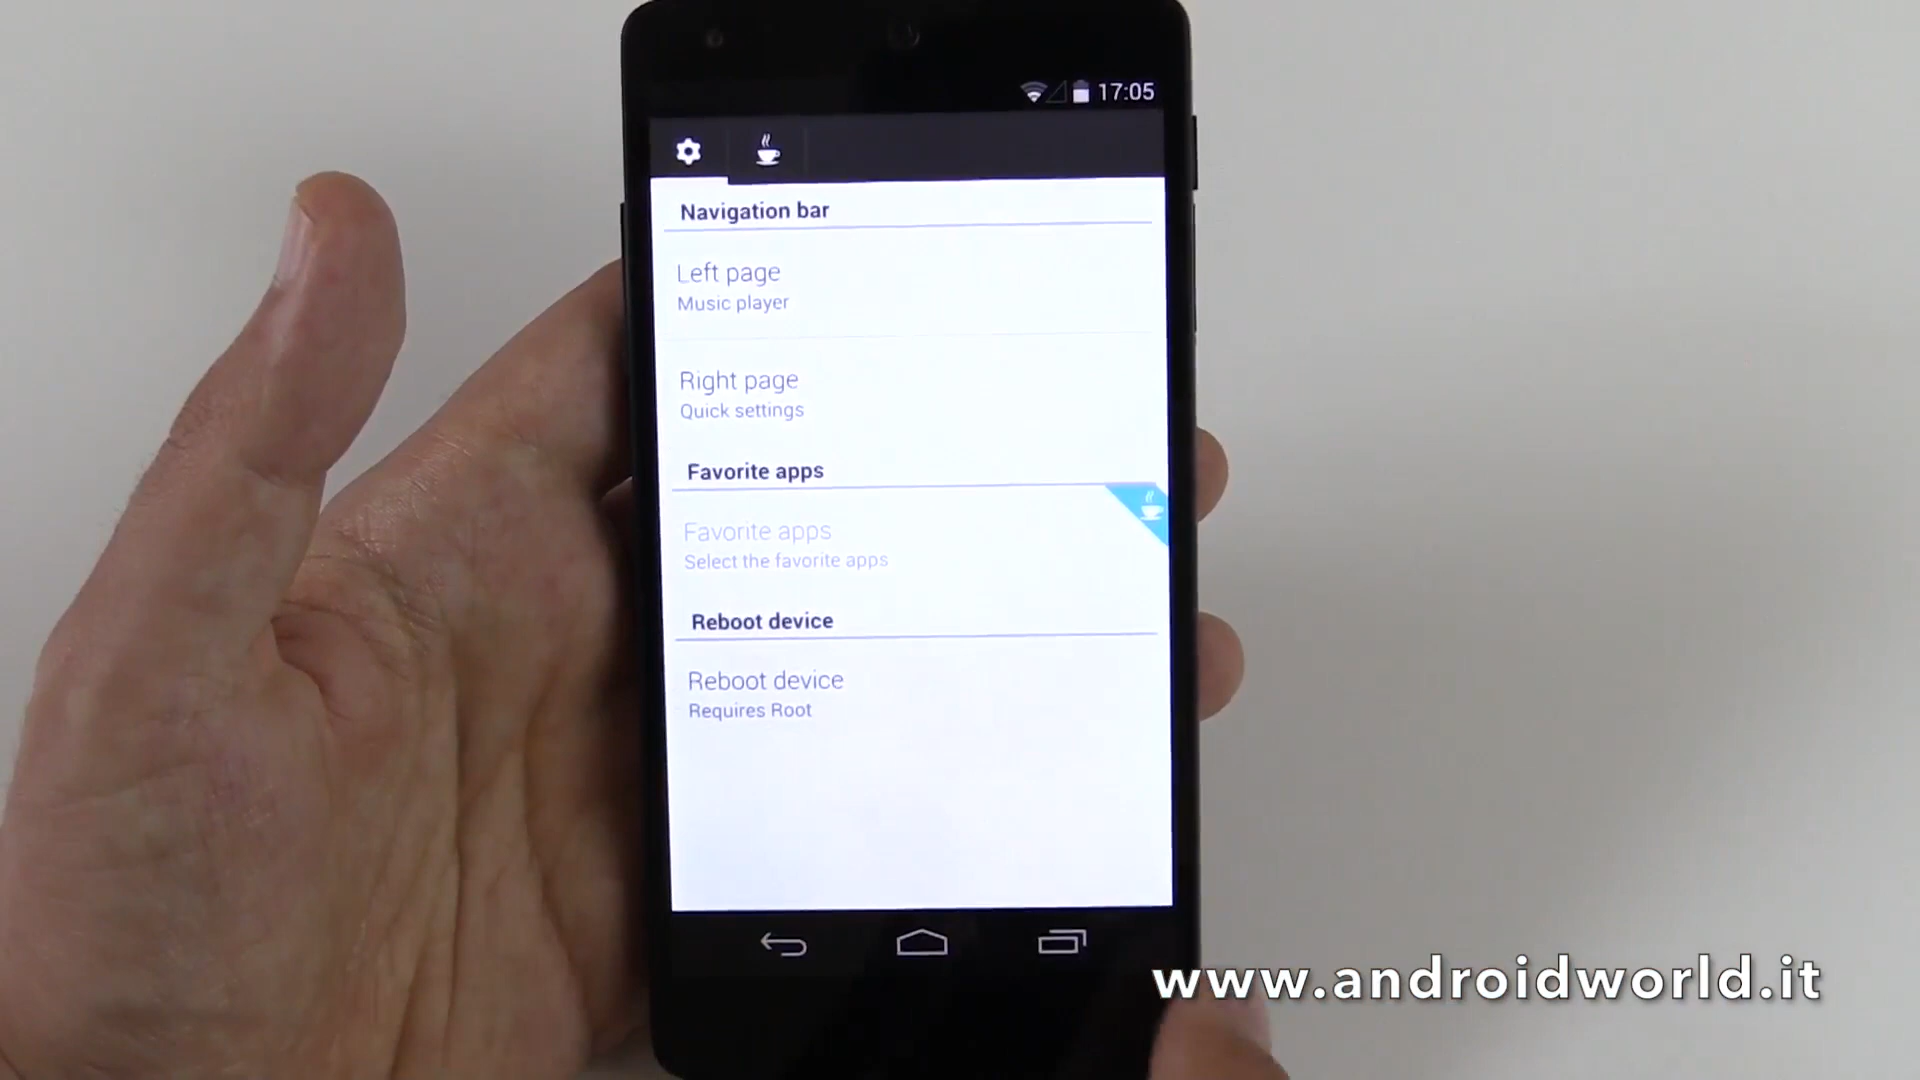 17:05
Navigation bar
Left page
Music player
Right page
Quick settings
Favorite apps
Favorite apps
Select the favorite apps
Reboot device
Reboot device
Requires Root
www.androidworld.it